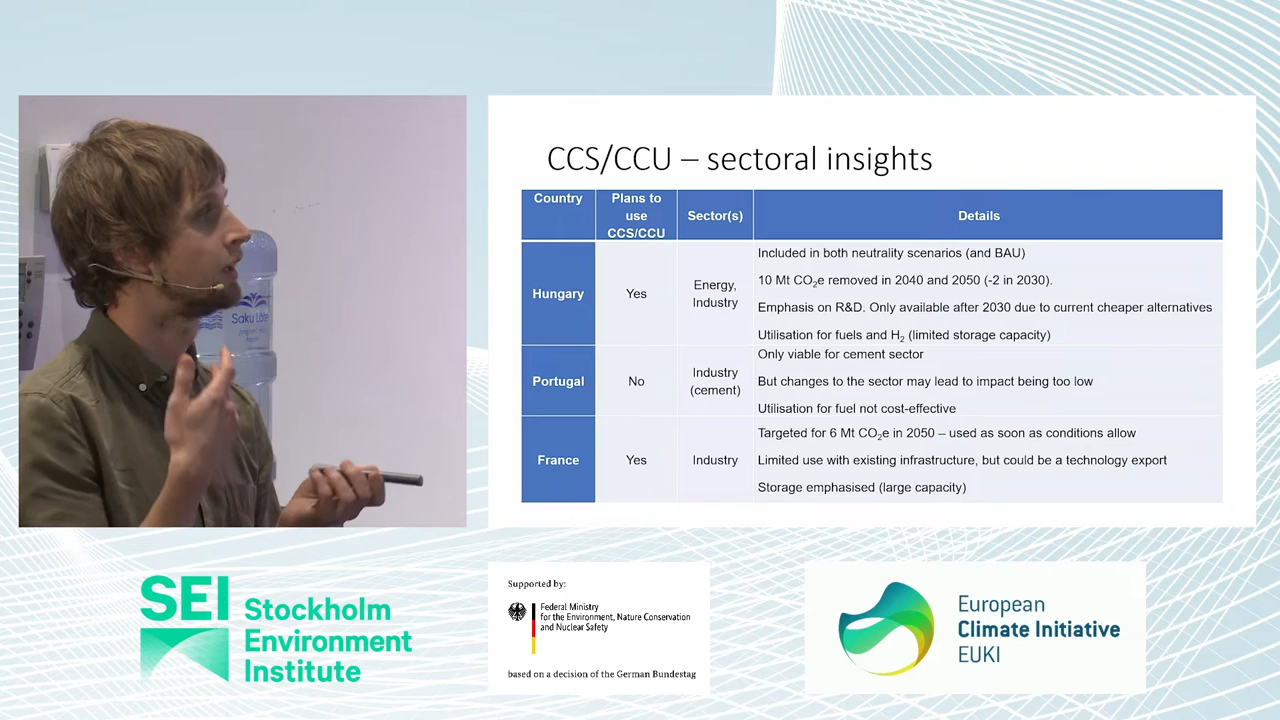 CCS/CCU – sectoral insights
Country
Plans to
use
CCS/CCU
Sector(s)
Details
Hungary
Yes
Energy,
Industry
Included in both neutrality scenarios (and BAU)
10 Mt CO₂e removed in 2040 and 2050 (-2 in 2030).
Emphasis on R&D. Only available after 2030 due to current cheaper alternatives
Utilisation for fuels and H₂ (limited storage capacity)
Portugal
No
Industry
(cement)
Only viable for cement sector
But changes to the sector may lead to impact being too low
Utilisation for fuel not cost-effective
France
Yes
Industry
Targeted for 6 Mt CO₂e in 2050 – used as soon as conditions allow
Limited use with existing infrastructure, but could be a technology export
Storage emphasised (large capacity)
Saku Läte
SEI Stockholm
Environment
Institute
Supported by:
Federal Ministry
for the Environment, Nature Conservation
and Nuclear Safety
based on a decision of the German Bundestag
European
Climate Initiative
EUKI